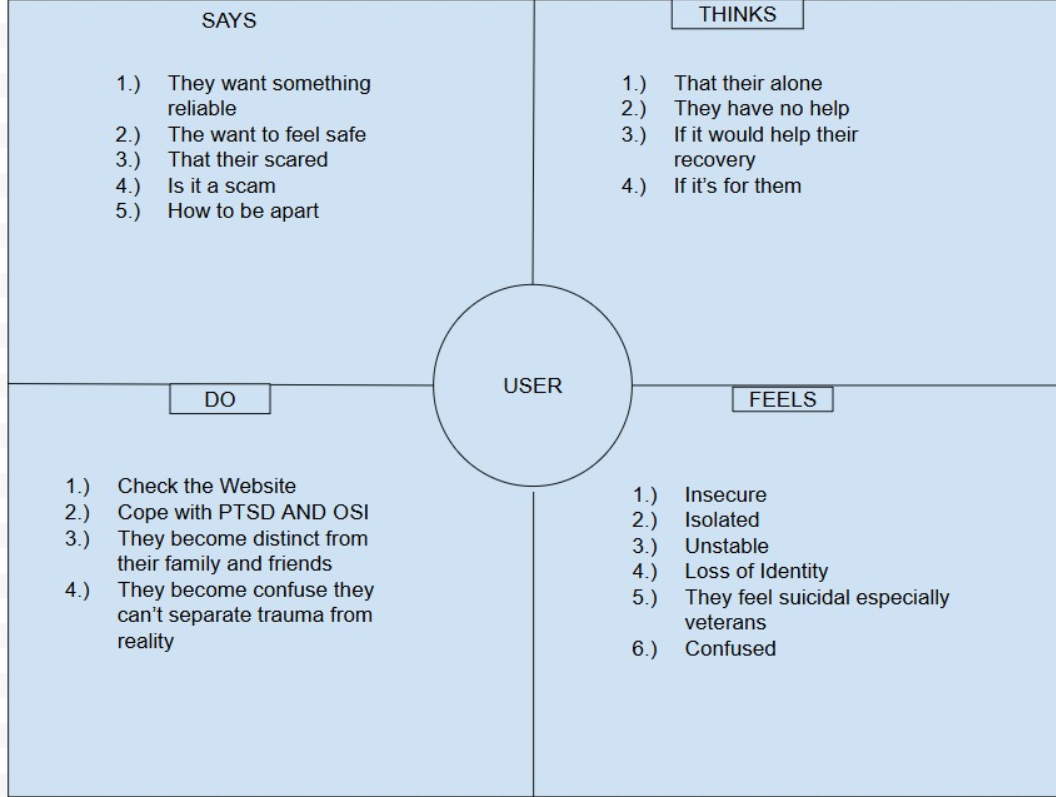 SAYS
1.) They want something
reliable
2.) The want to feel safe
3.) That their scared
4.) Is it a scam
5.) How to be apart
THINKS
1.) That their alone
2.) They have no help
3.) If it would help their
recovery
4.) If it's for them
USER
DO
1.) Check the Website
2.) Cope with PTSD AND OSI
3.) They become distinct from
their family and friends
4.) They become confuse they
can't separate trauma from
reality
FEELS
1.) Insecure
2.) Isolated
3.) Unstable
4.) Loss of Identity
5.) They feel suicidal especially
veterans
6.) Confused